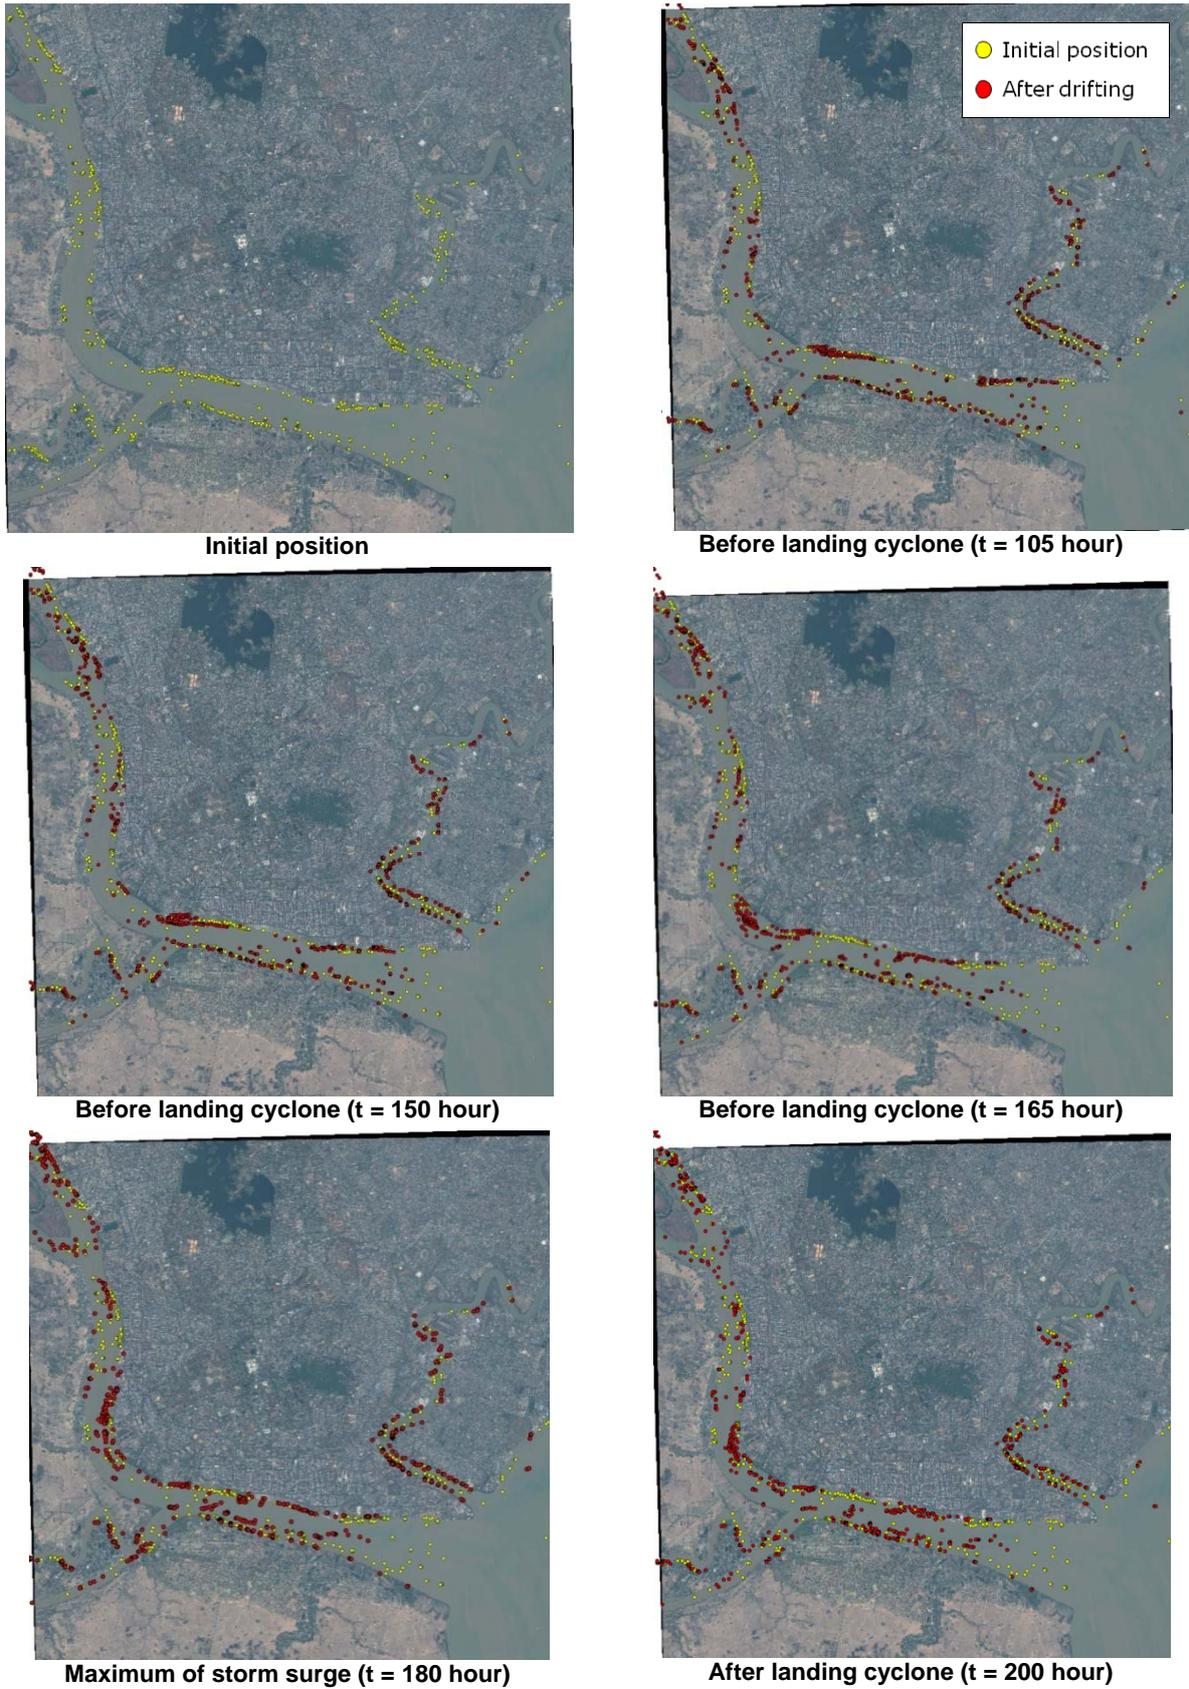 Initial position
After drifting
Initial position
Before landing cyclone (t = 105 hour)
Before landing cyclone (t = 150 hour)
Before landing cyclone (t = 165 hour)
Maximum of storm surge (t = 180 hour)
After landing cyclone (t = 200 hour)